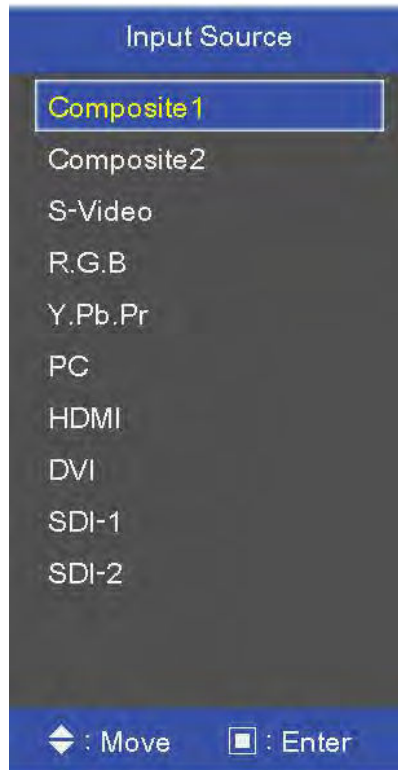 Input Source
Composite1
Composite2
S-Video
R.G.B
Y.Pb.Pr
PC
HDMI
DVI
SDI-1
SDI-2
: Move : Enter